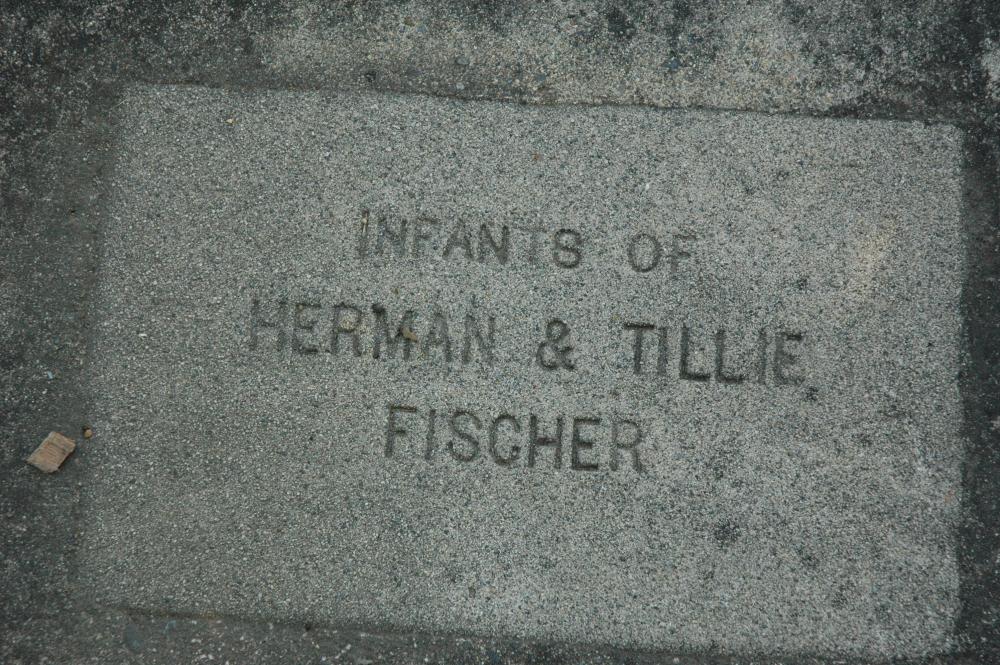 INFANTS OF
HERMAN & TILLIE
FISCHER